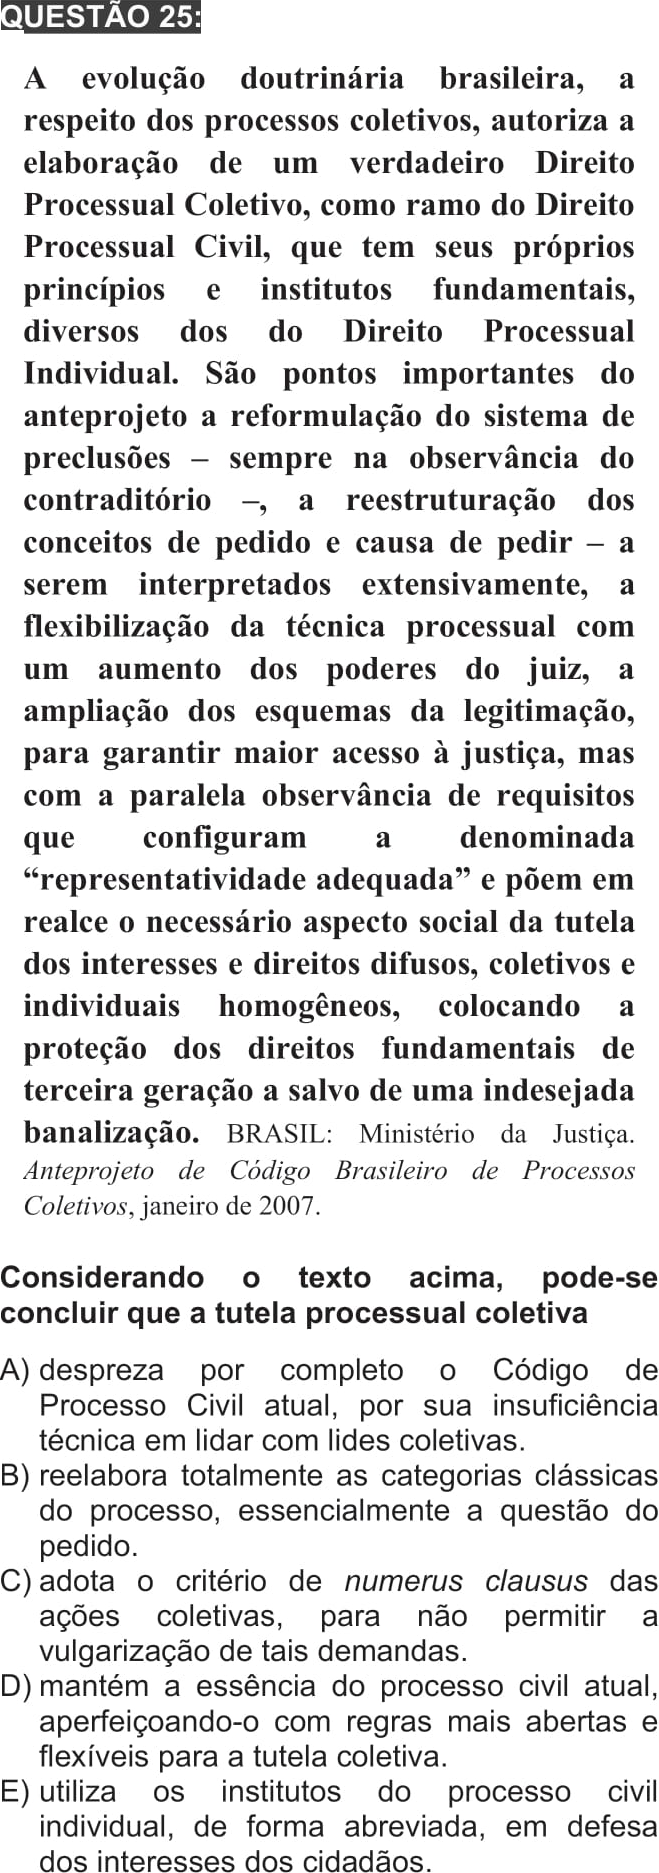 QUESTÃO 25:
A evolução doutrinária brasileira, a
respeito dos processos coletivos, autoriza a
elaboração de um verdadeiro Direito
Processual Coletivo, como ramo do Direito
Processual Civil, que tem seus próprios
princípios e institutos fundamentais,
diversos dos do Direito Processual
Individual. São pontos importantes do
anteprojeto a reformulação do sistema de
preclusões – sempre na observância do
contraditório –, a reestruturação dos
conceitos de pedido e causa de pedir – a
serem interpretados extensivamente, a
flexibilização da técnica processual com
um aumento dos poderes do juiz, a
ampliação dos esquemas da legitimação,
para garantir maior acesso à justiça, mas
com a paralela observância de requisitos
que configuram a denominada
“representatividade adequada” e põem em
realce o necessário aspecto social da tutela
dos interesses e direitos difusos, coletivos e
individuais homogêneos, colocando a
proteção dos direitos fundamentais de
terceira geração a salvo de uma indesejada
banalização. BRASIL: Ministério da Justiça.
Anteprojeto de Código Brasileiro de Processos
Coletivos, janeiro de 2007.
Considerando o texto acima, pode-se
concluir que a tutela processual coletiva
A) despreza por completo o Código de
Processo Civil atual, por sua insuficiência
técnica em lidar com lides coletivas.
B) reelabora totalmente as categorias clássicas
do processo, essencialmente a questão do
pedido.
C) adota o critério de numerus clausus das
ações coletivas, para não permitir a
vulgarização de tais demandas.
D) mantém a essência do processo civil atual,
aperfeiçoando-o com regras mais abertas e
flexíveis para a tutela coletiva.
E) utiliza os institutos do processo civil
individual, de forma abreviada, em defesa
dos interesses dos cidadãos.